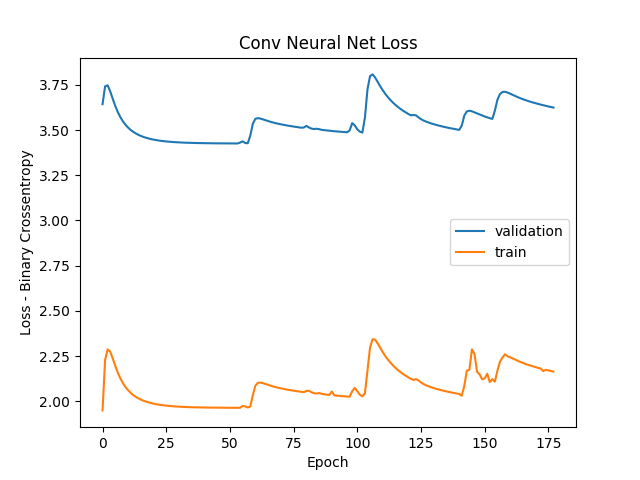 Conv Neural Net Loss
Loss - Binary Crossentropy
3.75
3.50
3.25
3.00
2.75
2.50
2.25
2.00
validation
train
0 25 50 75 100 125 150 175
Epoch